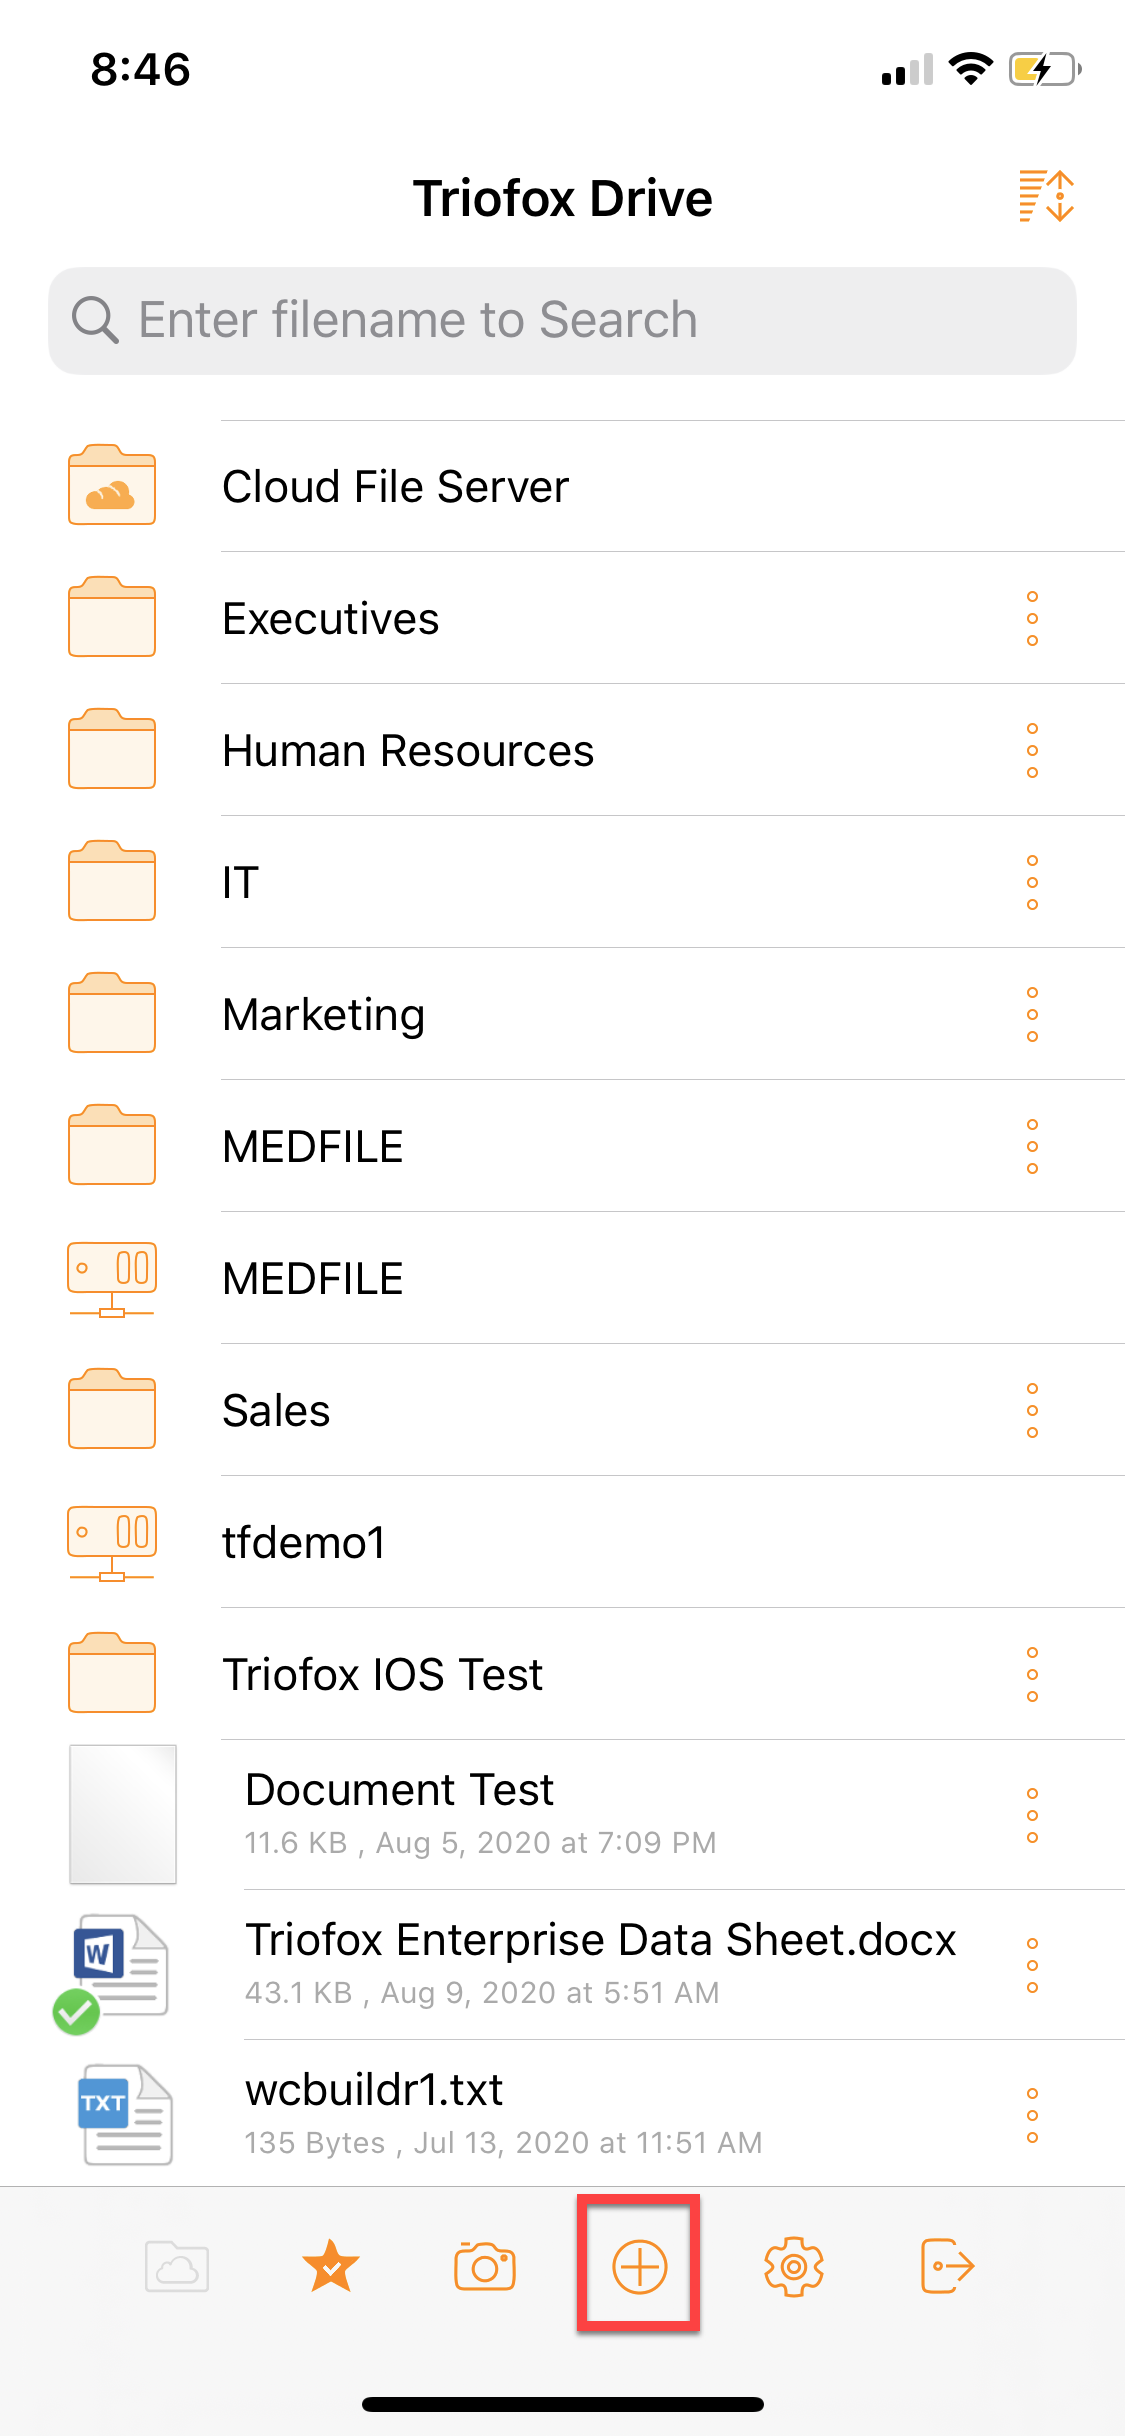 8:46
Triofox Drive
Enter filename to Search
Cloud File Server
Executives
Human Resources
IT
Marketing
MEDFILE
MEDFILE
Sales
tfdemo1
Triofox IOS Test
Document Test
11.6 KB , Aug 5, 2020 at 7:09 PM
W
Triofox Enterprise Data Sheet.docx
43.1 KB , Aug 9, 2020 at 5:51 AM
TXT
wcbuildr1.txt
135 Bytes , Jul 13, 2020 at 11:51 AM